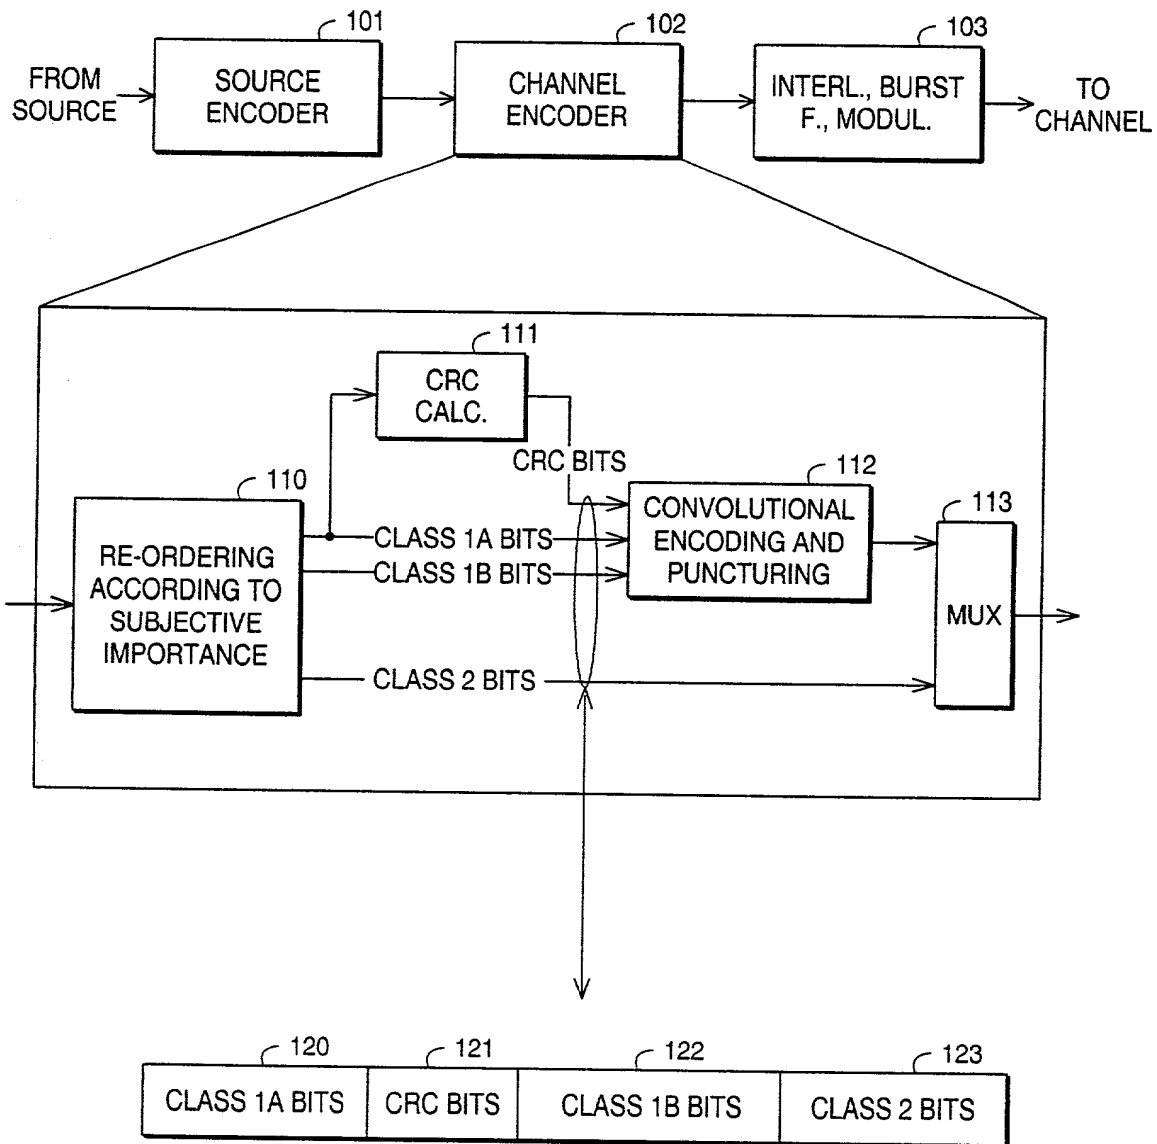 101
102
103
FROM
SOURCE
SOURCE
ENCODER
CHANNEL
ENCODER
INTERL., BURST
F., MODUL.
TO
CHANNEL
111
CRC
CALC.
CRC BITS
110
RE-ORDERING
ACCORDING TO
SUBJECTIVE
IMPORTANCE
CLASS 1A BITS
CLASS 1B BITS
CLASS 2 BITS
112
CONVOLUTIONAL
ENCODING AND
PUNCTURING
113
MUX
120
121
122
123
CLASS 1A BITS
CRC BITS
CLASS 1B BITS
CLASS 2 BITS